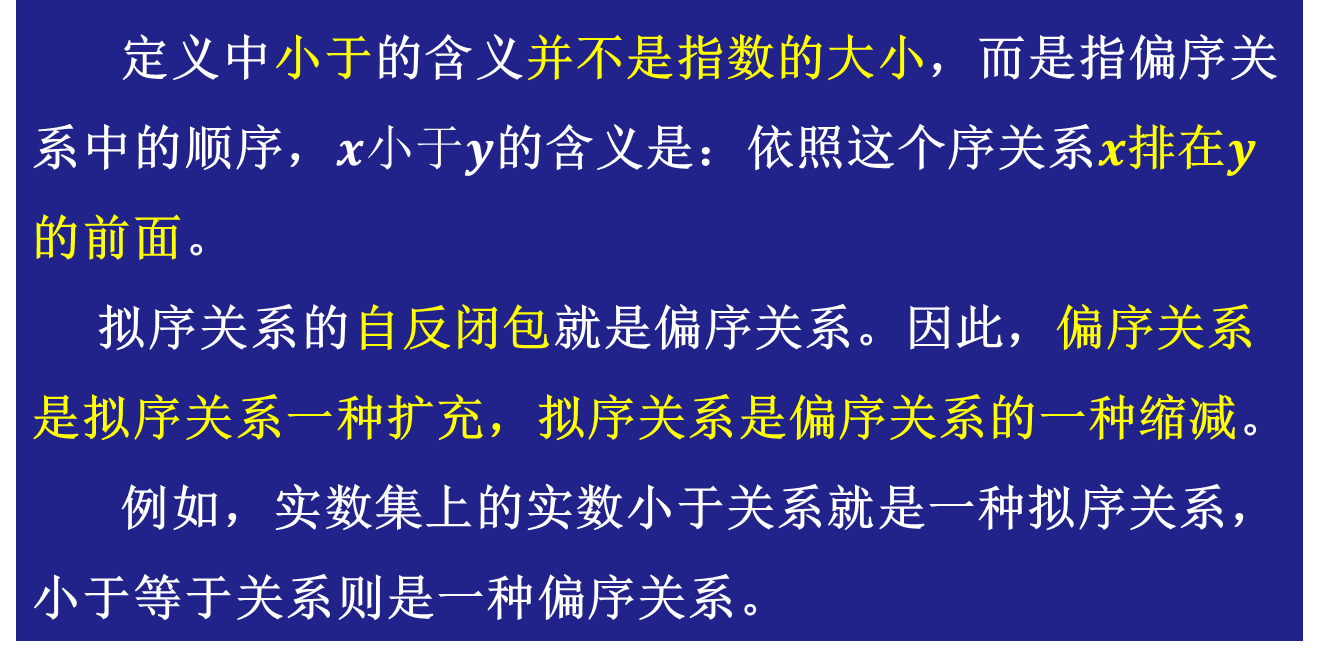 定义中小于的含义并不是指数的大小，而是指偏序关
系中的顺序，x小于y的含义是：依照这个序关系x排在y
的前面。
拟序关系的自反闭包就是偏序关系。因此，偏序关系
是拟序关系一种扩充，拟序关系是偏序关系的一种缩减。
例如，实数集上的实数小于关系就是一种拟序关系，
小于等于关系则是一种偏序关系。